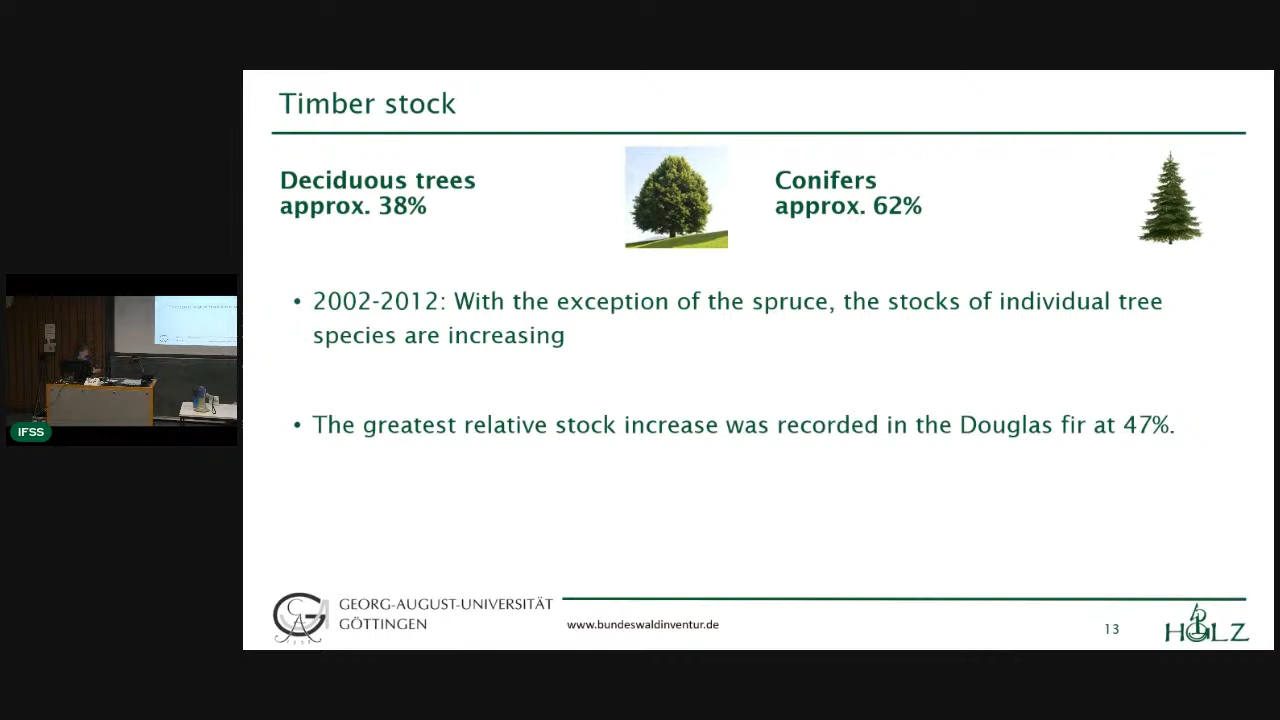 Timber stock
Deciduous trees
approx. 38%
Conifers
approx. 62%
• 2002-2012: With the exception of the spruce, the stocks of individual tree
species are increasing
• The greatest relative stock increase was recorded in the Douglas fir at 47%.
IFSS
GEORG-AUGUST-UNIVERSITÄT
GÖTTINGEN
www.bundeswaldinventur.de
13
HOLZ